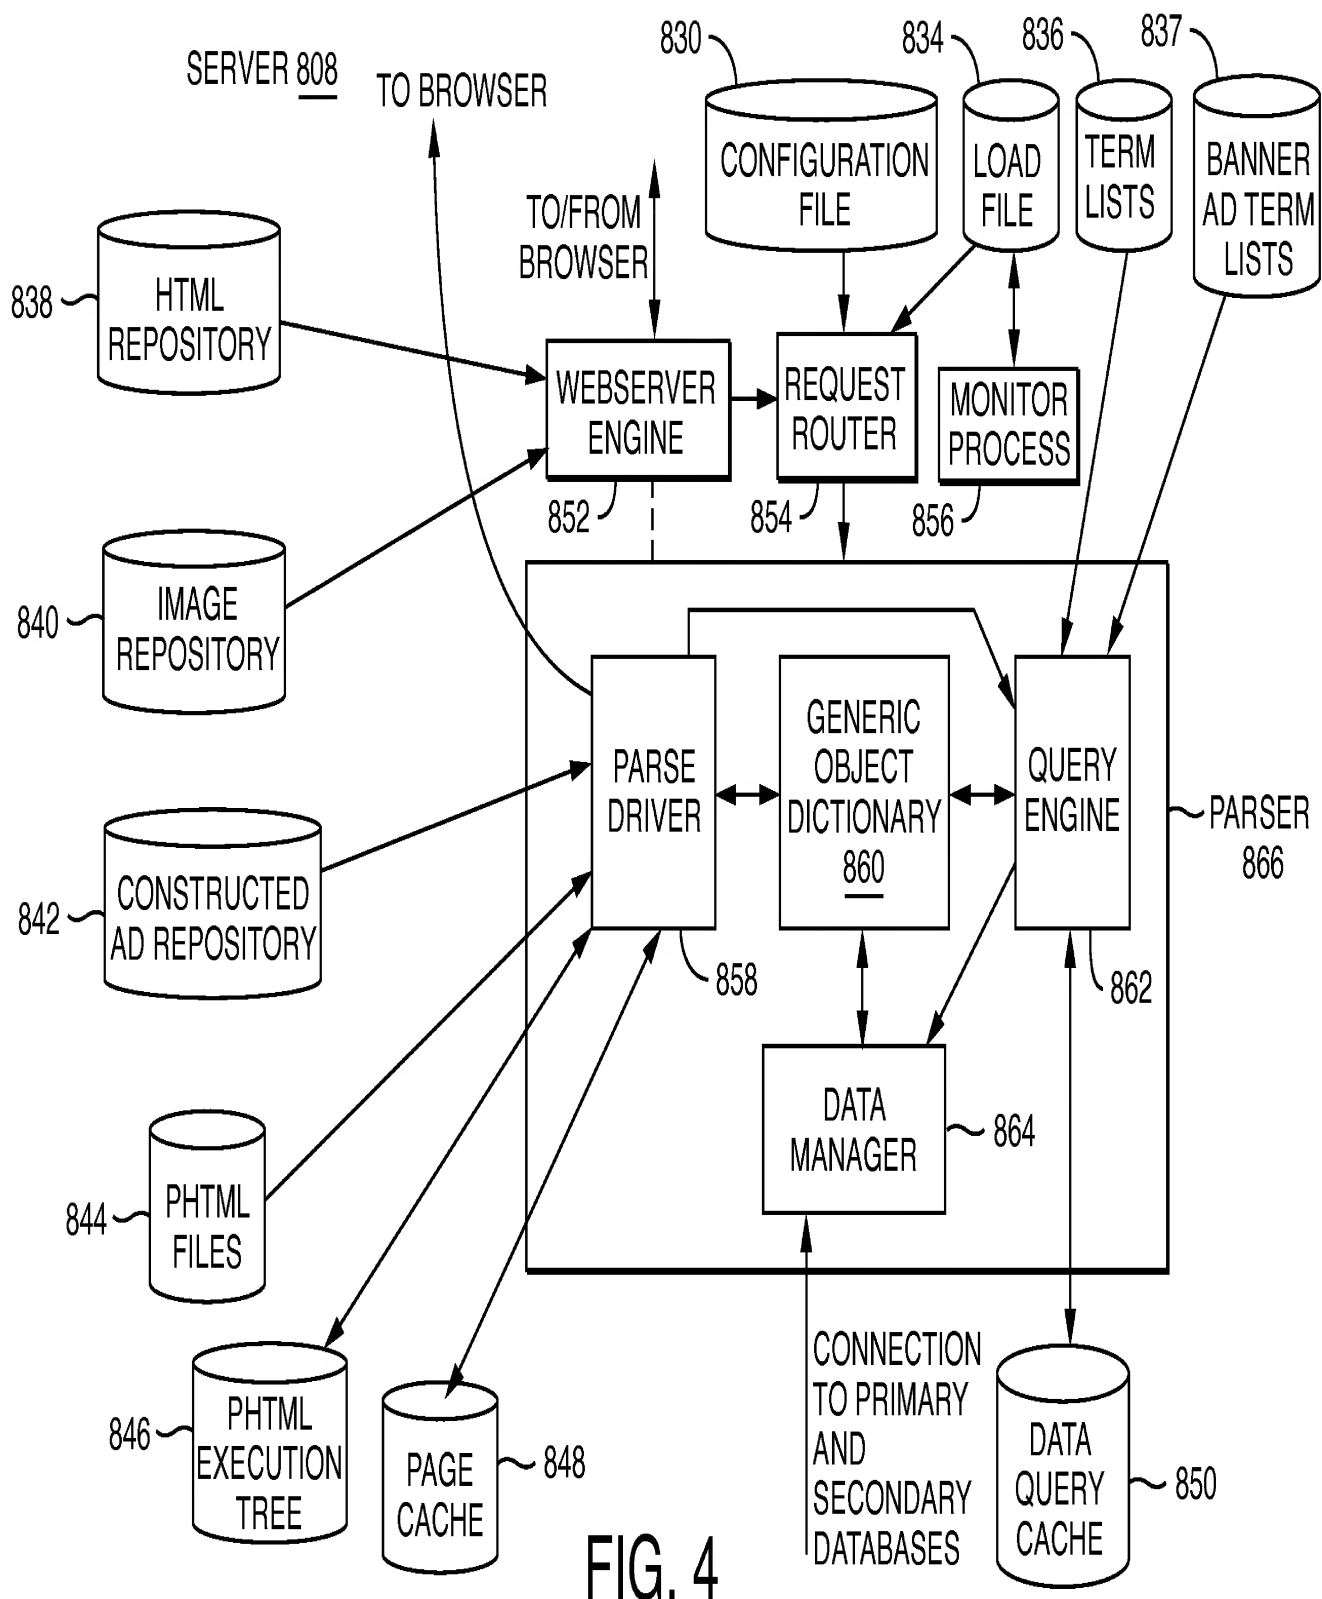 SERVER 808
TO BROWSER
830
834
836
837
CONFIGURATION
FILE
LOAD
FILE
TERM
LISTS
BANNER
AD TERM
LISTS
TO/FROM
BROWSER
838
HTML
REPOSITORY
WEBSERVER
ENGINE
852
REQUEST
ROUTER
854
MONITOR
PROCESS
856
840
IMAGE
REPOSITORY
PARSE
DRIVER
858
GENERIC
OBJECT
DICTIONARY
860
QUERY
ENGINE
862
PARSER
866
842
CONSTRUCTED
AD REPOSITORY
DATA
MANAGER
864
844
PHTML
FILES
846
PHTML
EXECUTION
TREE
PAGE
CACHE
848
CONNECTION
TO PRIMARY
AND
SECONDARY
DATABASES
DATA
QUERY
CACHE
850
FIG. 4